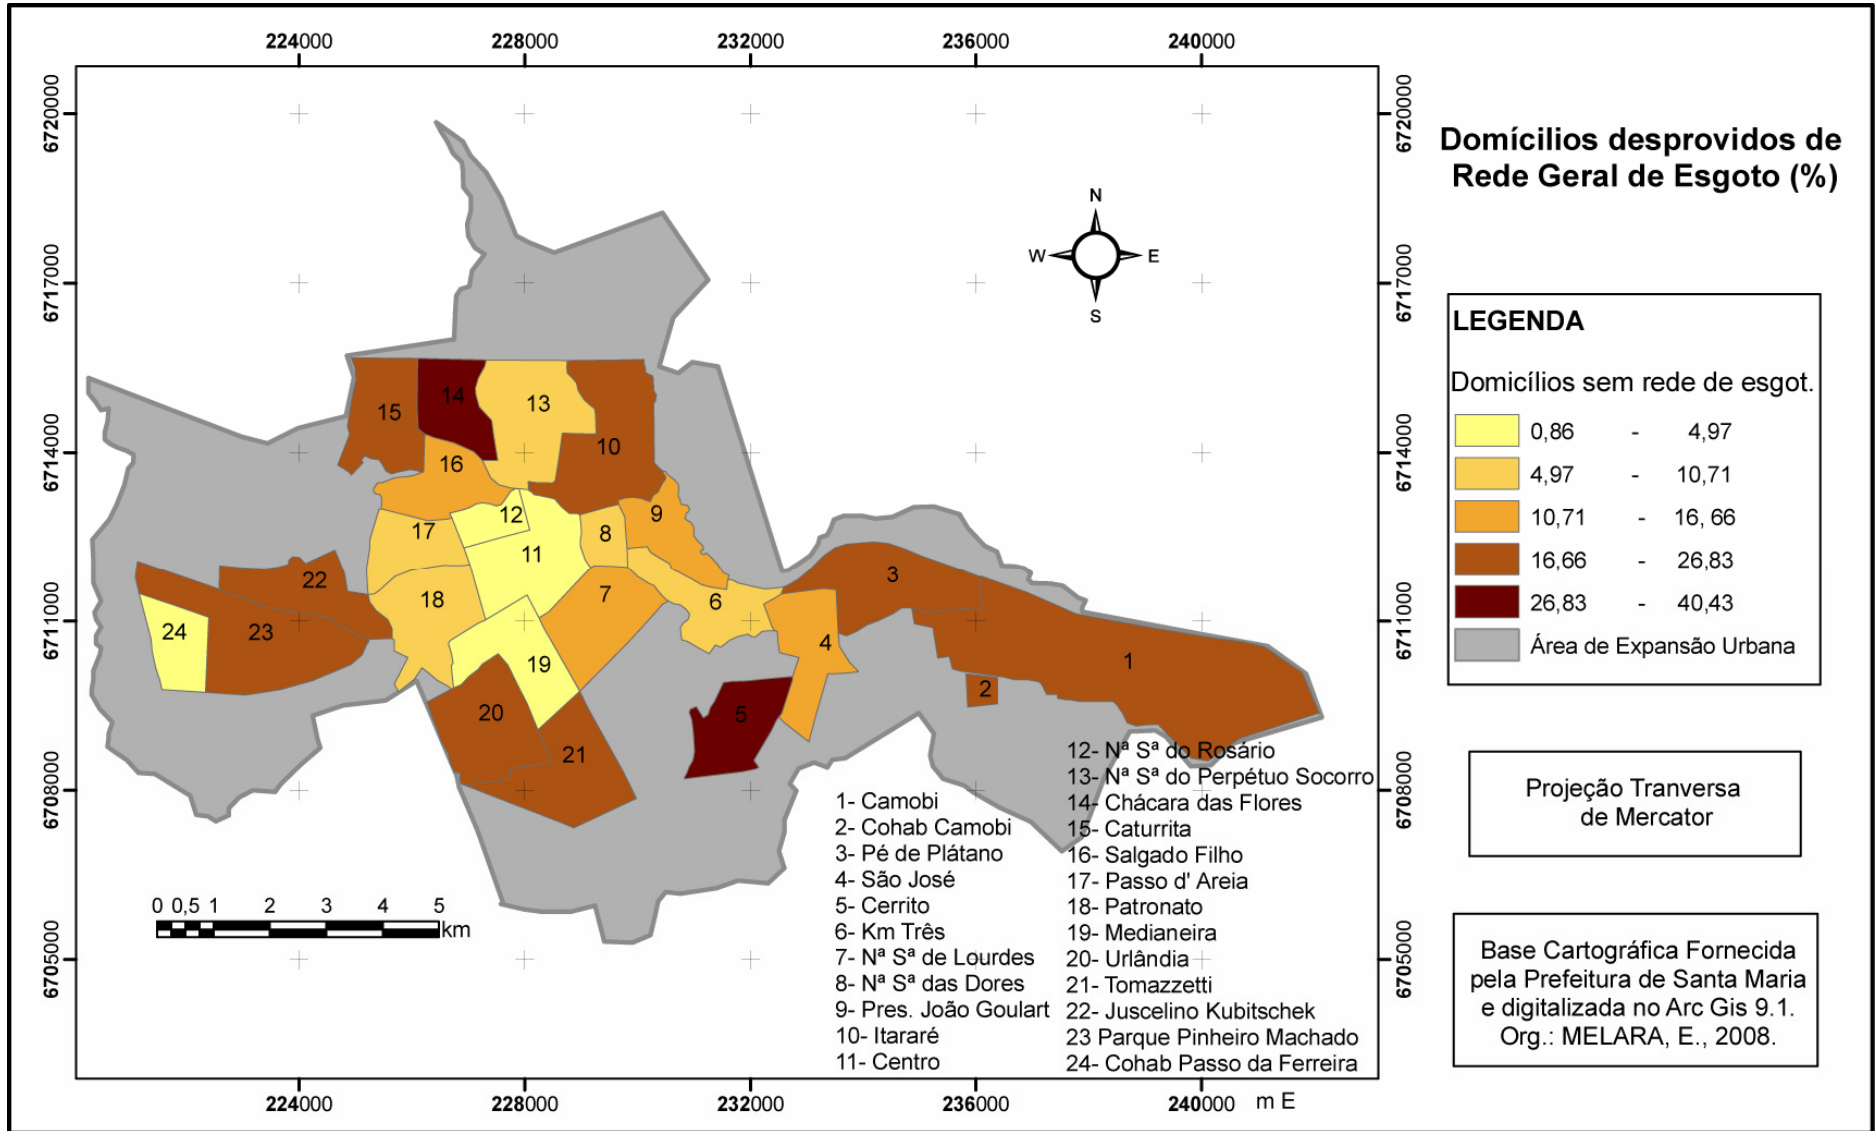 224000 228000 232000 236000 240000
6720000
6717000
6714000
6711000
6708000
6705000
6720000
6717000
6714000
6711000
6708000
6705000
N
W E
S
14
13
15
10
16
12
9
17
8
11
22
3
7
18
6
24
23
4
1
19
2
20
5
21
0 0,5 1 2 3 4 5
km
1- Camobi
2- Cohab Camobi
3- Pé de Plátano
4- São José
5- Cerrito
6- Km Três
7- Nª Sª de Lourdes
8- Nª Sª das Dores
9- Pres. João Goulart
10- Itararé
11- Centro
12- Nª Sª do Rosário
13- Nª Sª do Perpétuo Socorro
14- Chácara das Flores
15- Caturrita
16- Salgado Filho
17- Passo d' Areia
18- Patronato
19- Medianeira
20- Urlândia
21- Tomazzetti
22- Juscelino Kubitschek
23 Parque Pinheiro Machado
24- Cohab Passo da Ferreira
224000 228000 232000 236000 240000 m E
Domícilios desprovidos de
Rede Geral de Esgoto (%)
LEGENDA
Domicílios sem rede de esgot.
0,86 - 4,97
4,97 - 10,71
10,71 - 16, 66
16,66 - 26,83
26,83 - 40,43
Área de Expansão Urbana
Projeção Tranversa
de Mercator
Base Cartográfica Fornecida
pela Prefeitura de Santa Maria
e digitalizada no Arc Gis 9.1.
Org.: MELARA, E., 2008.